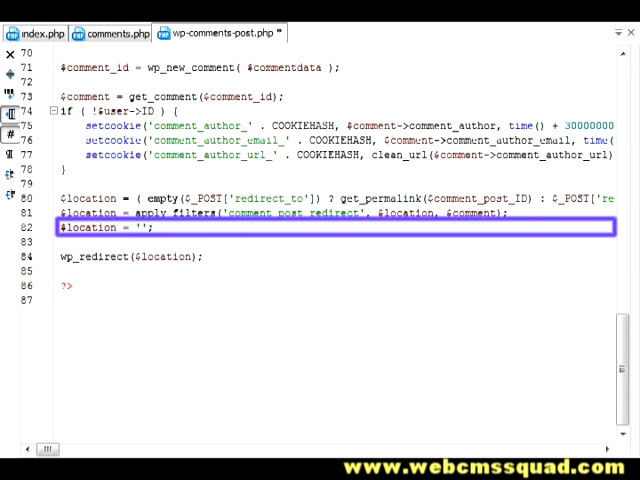 index.php comments.php wp-comments-post.php *
70
71 $comment_id = wp_new_comment( $commentdata );
72
73 $comment = get_comment($comment_id);
74 if ( !$user->ID ) {
75 setcookie('comment_author_' . COOKIEHASH, $comment->comment_author, time() + 30000000
76 setcookie('comment_author_email_' . COOKIEHASH, $comment->comment_author_email, time(
77 setcookie('comment_author_url_' . COOKIEHASH, clean_url($comment->comment_author_url)
78 }
79
80 $location = ( empty($_POST['redirect_to']) ? get_permalink($comment_post_ID) : $_POST['re
81 $location = apply_filters('comment_post_redirect', $location, $comment);
82 $location = '';
83
84 wp_redirect($location);
85
86 ?>
87
www.webcmssquad.com